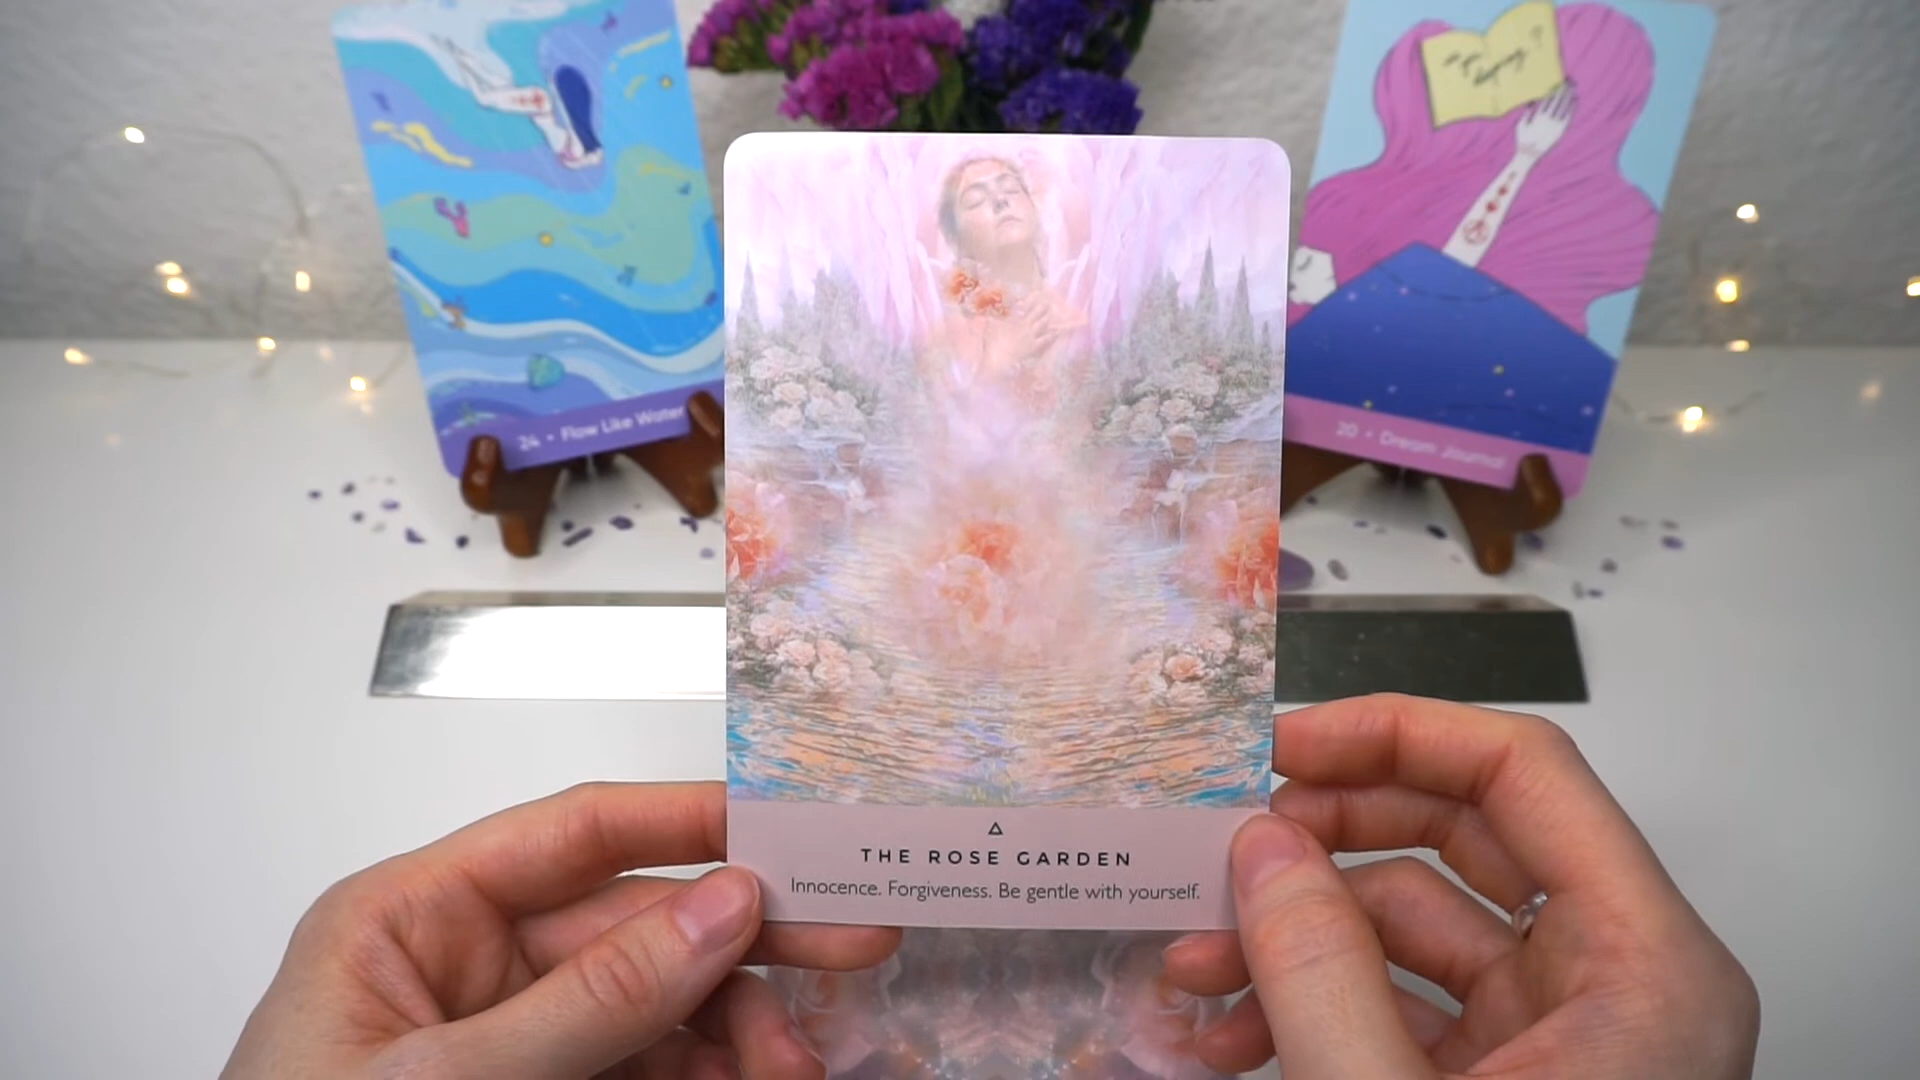 24 • Flow Like Water
20 • Dream Journal
THE ROSE GARDEN
Innocence. Forgiveness. Be gentle with yourself.